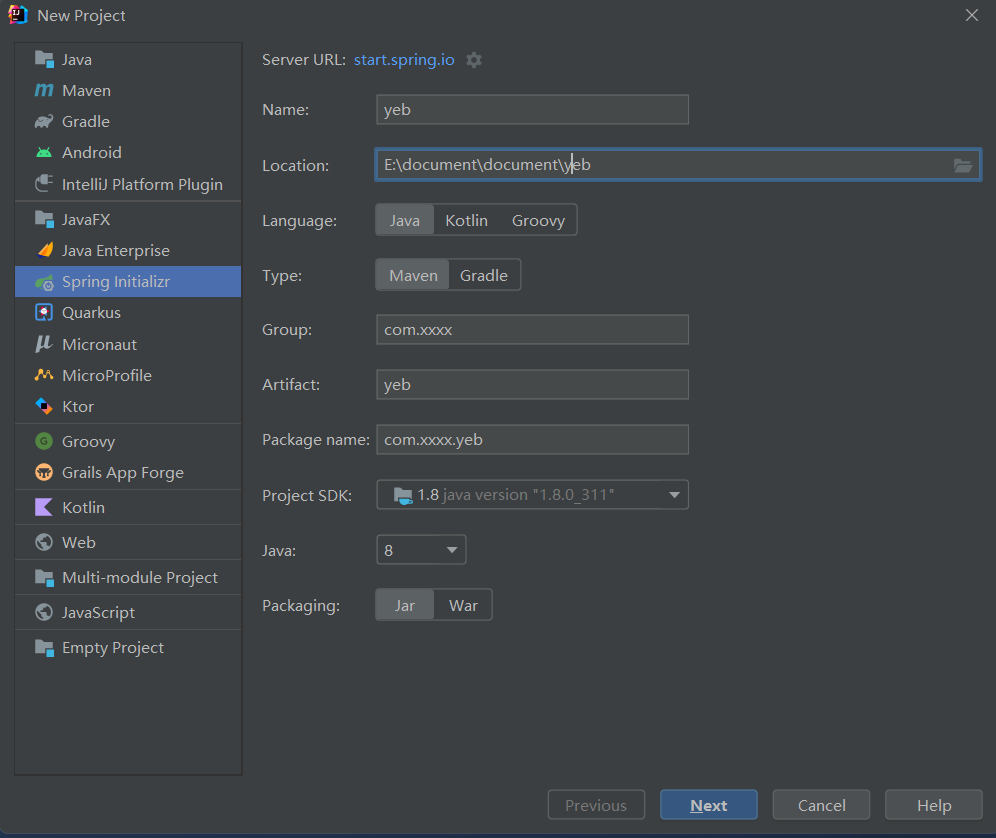 New Project
Java
Maven
Gradle
Android
IntelliJ Platform Plugin
JavaFX
Java Enterprise
Spring Initializr
Quarkus
Micronaut
MicroProfile
Ktor
Groovy
Grails App Forge
Kotlin
Web
Multi-module Project
JavaScript
Empty Project
Server URL: start.spring.io
Name: yeb
Location: E:\document\document\yeb
Language: Java Kotlin Groovy
Type: Maven Gradle
Group: com.xxxx
Artifact: yeb
Package name: com.xxxx.yeb
Project SDK: 1.8 java version "1.8.0_311"
Java: 8
Packaging: Jar War
Previous Next Cancel Help